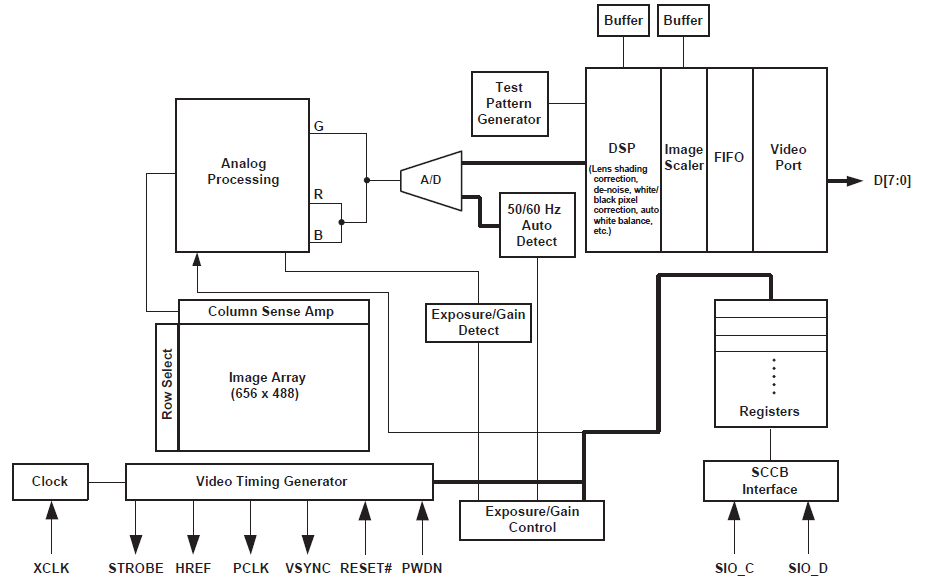 Buffer
Buffer
Test
Pattern
Generator
Analog
Processing
G
R
B
A/D
50/60 Hz
Auto
Detect
DSP
(Lens shading
correction,
de-noise, white/
black pixel
correction, auto
white balance,
etc.)
Image
Scaler
FIFO
Video
Port
D[7:0]
Column Sense Amp
Row Select
Image Array
(656 x 488)
Exposure/Gain
Detect
Registers
Clock
Video Timing Generator
Exposure/Gain
Control
SCCB
Interface
XCLK
STROBE
HREF
PCLK
VSYNC
RESET#
PWDN
SIO_C
SIO_D